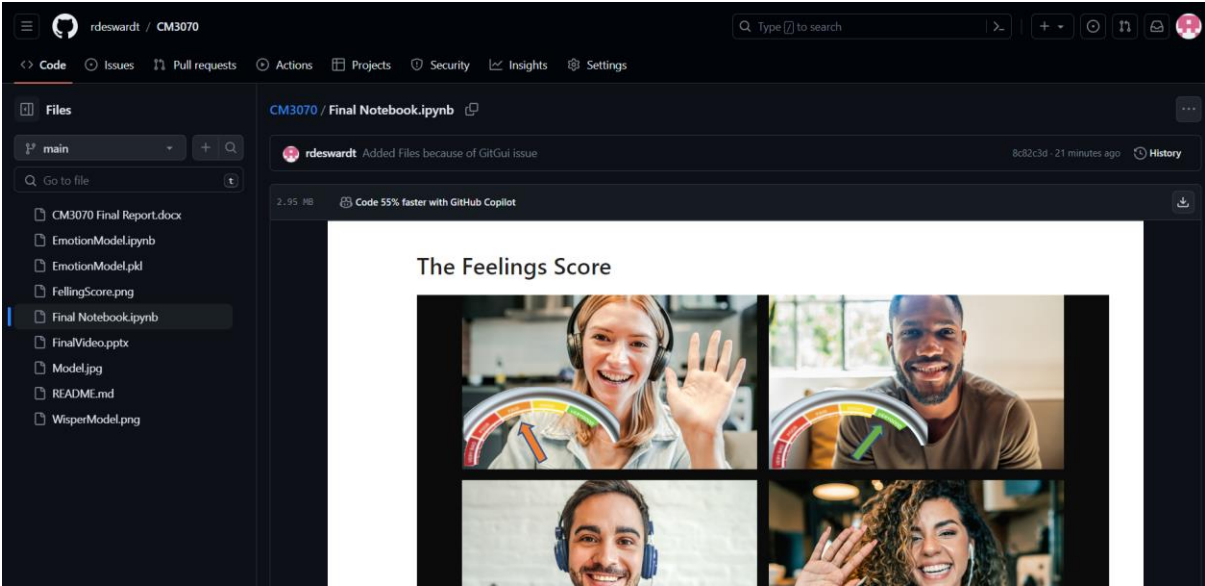 rdeswardt / CM3070
Type / to search
Code Issues Pull requests Actions Projects Security Insights Settings
Files
main
Go to file t
CM3070 Final Report.docx
EmotionModel.ipynb
EmotionModel.pkl
FellingScore.png
Final Notebook.ipynb
FinalVideo.pptx
Model.jpg
README.md
WisperModel.png
CM3070 / Final Notebook.ipynb
rdeswardt Added Files because of GitGui issue 8c82c3d · 21 minutes ago History
2.95 MB Code 55% faster with GitHub Copilot
The Feelings Score